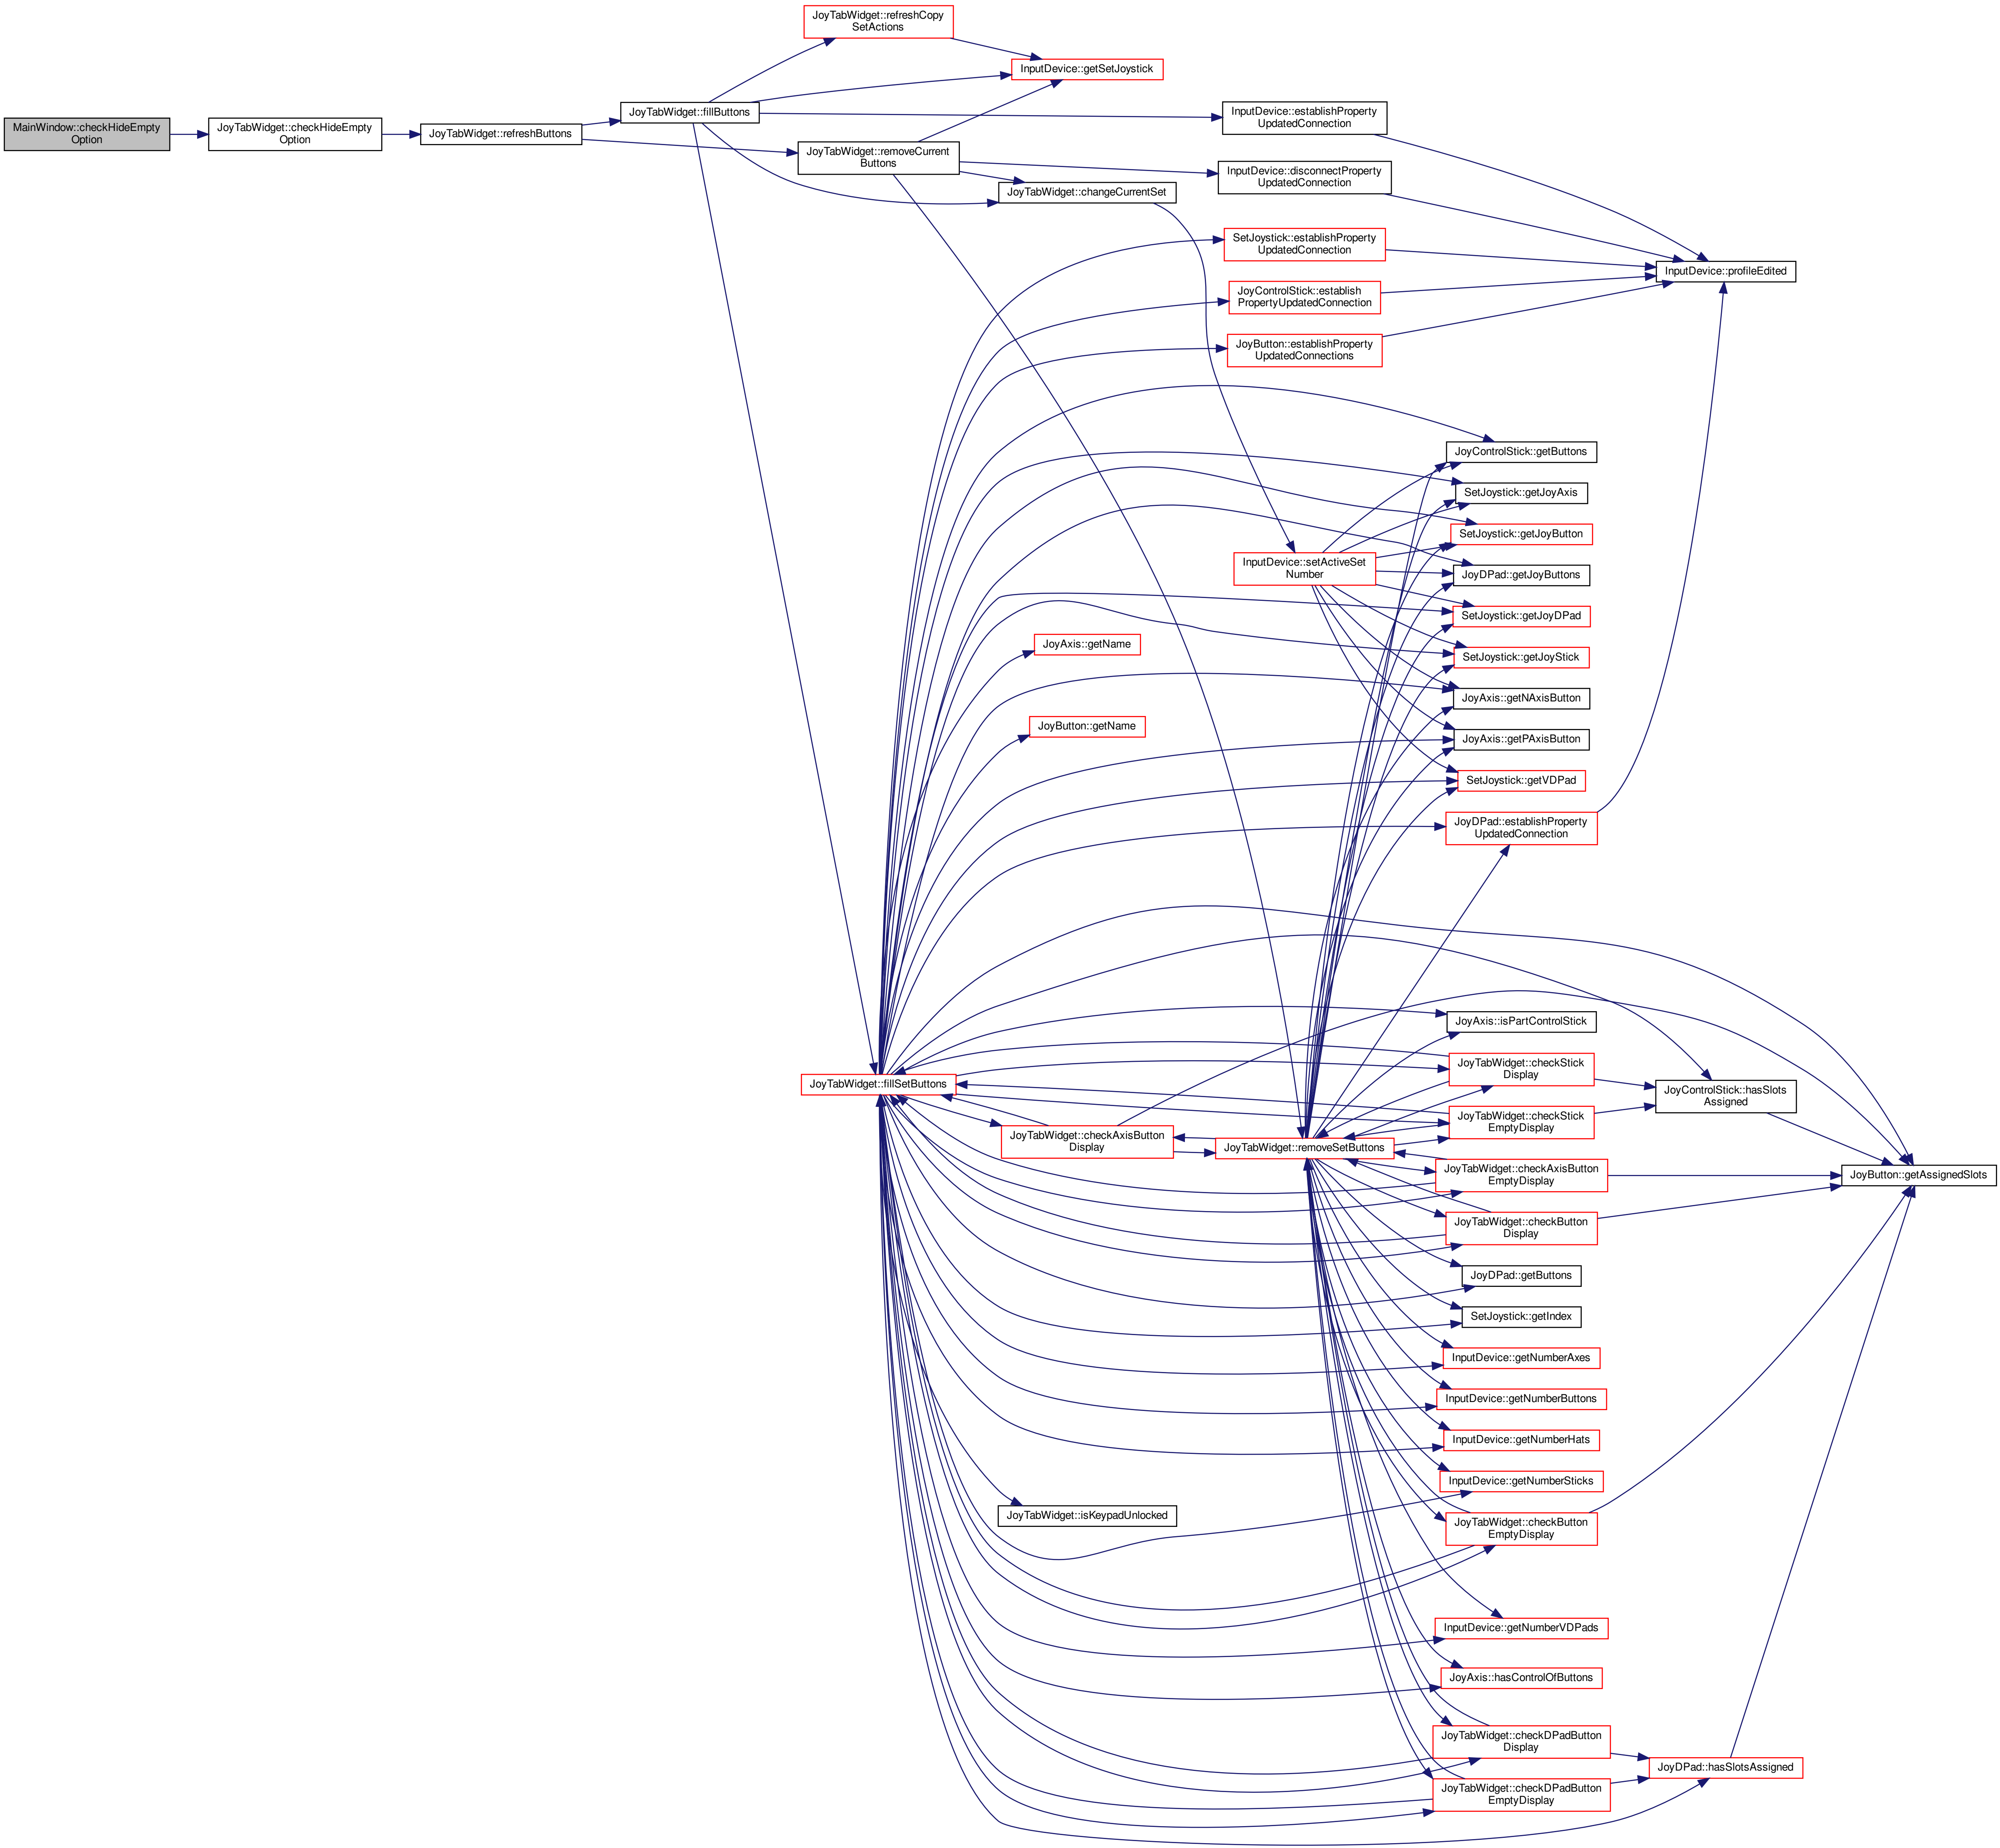 JoyTabWidget::refreshCopy
SetActions
InputDevice::getSetJoystick
MainWindow::checkHideEmpty
Option
JoyTabWidget::checkHideEmpty
Option
JoyTabWidget::refreshButtons
JoyTabWidget::fillButtons
InputDevice::establishProperty
UpdatedConnection
JoyTabWidget::removeCurrent
Buttons
InputDevice::disconnectProperty
UpdatedConnection
JoyTabWidget::changeCurrentSet
SetJoystick::establishProperty
UpdatedConnection
InputDevice::profileEdited
JoyControlStick::establish
PropertyUpdatedConnection
JoyButton::establishProperty
UpdatedConnections
JoyControlStick::getButtons
SetJoystick::getJoyAxis
SetJoystick::getJoyButton
InputDevice::setActiveSet
Number
JoyDPad::getJoyButtons
SetJoystick::getJoyDPad
JoyAxis::getName
SetJoystick::getJoyStick
JoyAxis::getNAxisButton
JoyButton::getName
JoyAxis::getPAxisButton
SetJoystick::getVDPad
JoyDPad::establishProperty
UpdatedConnection
JoyAxis::isPartControlStick
JoyTabWidget::fillSetButtons
JoyTabWidget::checkStick
Display
JoyControlStick::hasSlots
Assigned
JoyTabWidget::checkStick
EmptyDisplay
JoyTabWidget::checkAxisButton
Display
JoyTabWidget::removeSetButtons
JoyTabWidget::checkAxisButton
EmptyDisplay
JoyButton::getAssignedSlots
JoyTabWidget::checkButton
Display
JoyDPad::getButtons
SetJoystick::getIndex
InputDevice::getNumberAxes
InputDevice::getNumberButtons
InputDevice::getNumberHats
InputDevice::getNumberSticks
JoyTabWidget::isKeypadUnlocked
JoyTabWidget::checkButton
EmptyDisplay
InputDevice::getNumberVDPads
JoyAxis::hasControlOfButtons
JoyTabWidget::checkDPadButton
Display
JoyDPad::hasSlotsAssigned
JoyTabWidget::checkDPadButton
EmptyDisplay